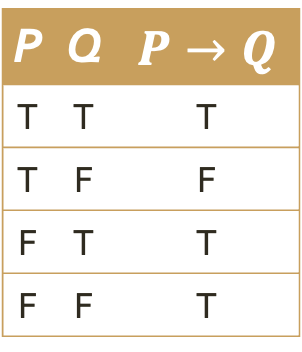 P Q P → Q
T T T
T F F
F T T
F F T